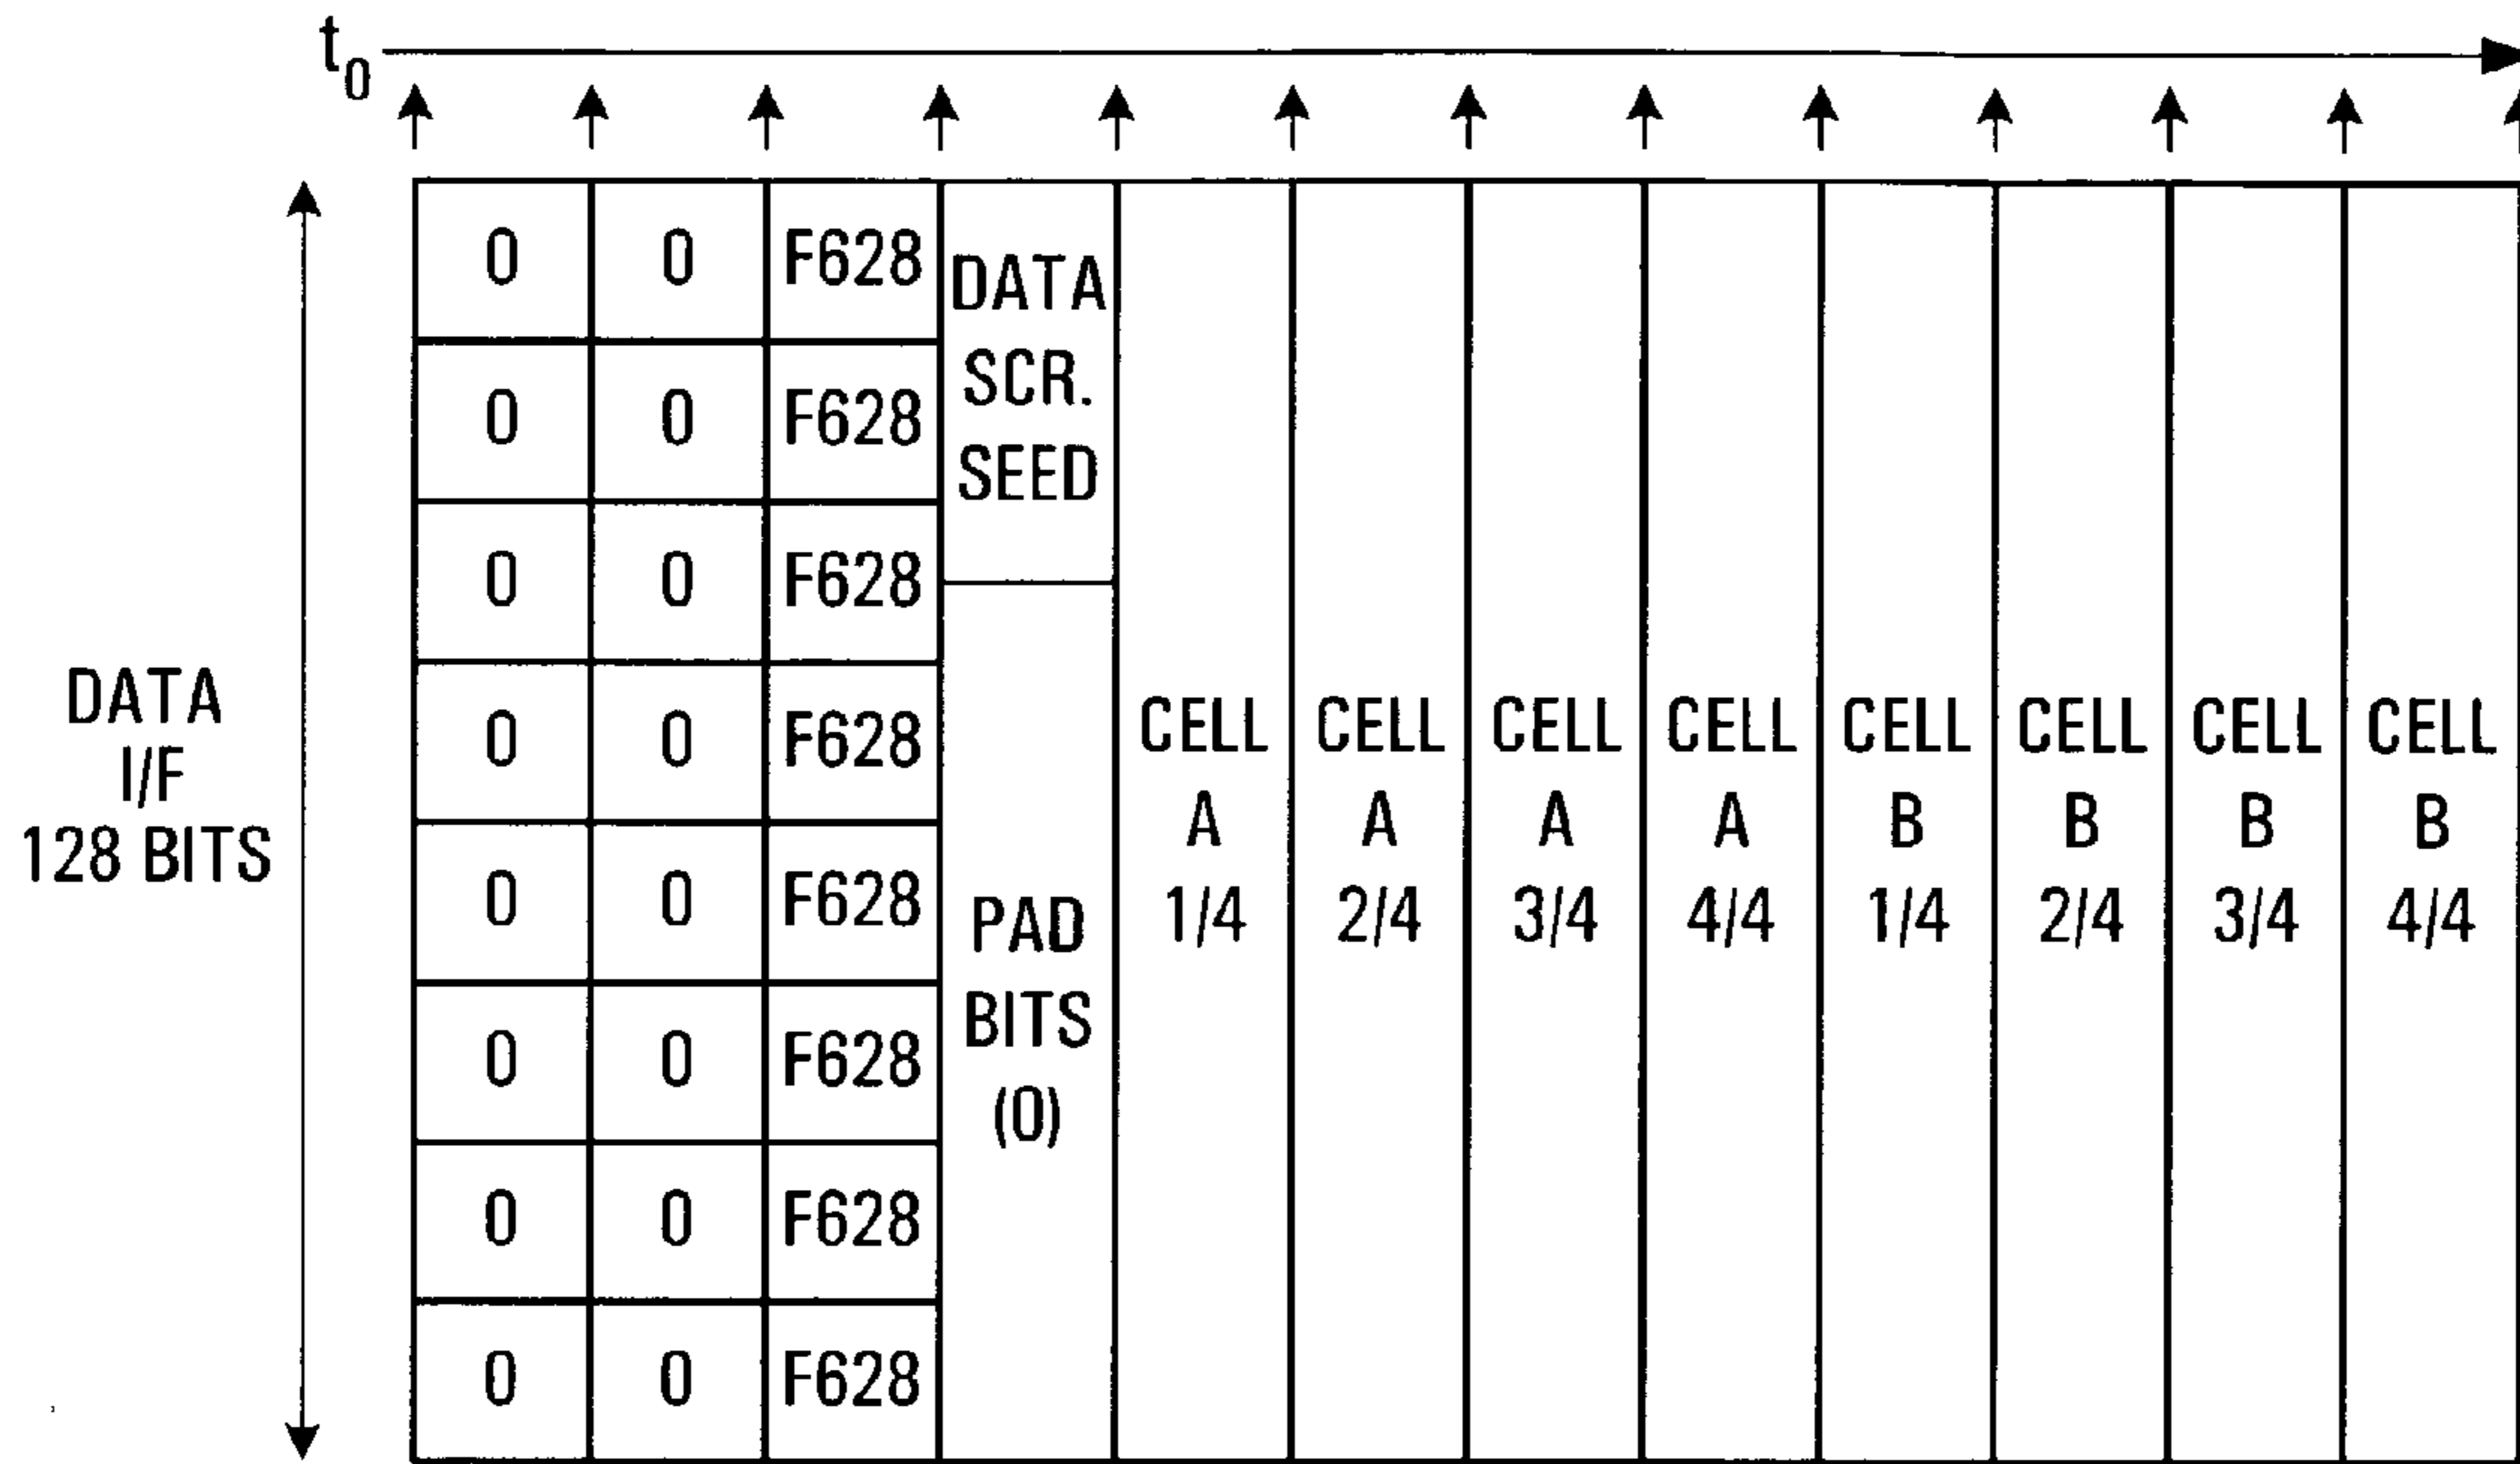 t0
0 0 F628
0 0 F628
0 0 F628
0 0 F628
0 0 F628
0 0 F628
0 0 F628
0 0 F628
DATA
I/F
128 BITS
DATA
SCR.
SEED
PAD
BITS
(0)
CELL
A
1/4
CELL
A
2/4
CELL
A
3/4
CELL
A
4/4
CELL
B
1/4
CELL
B
2/4
CELL
B
3/4
CELL
B
4/4